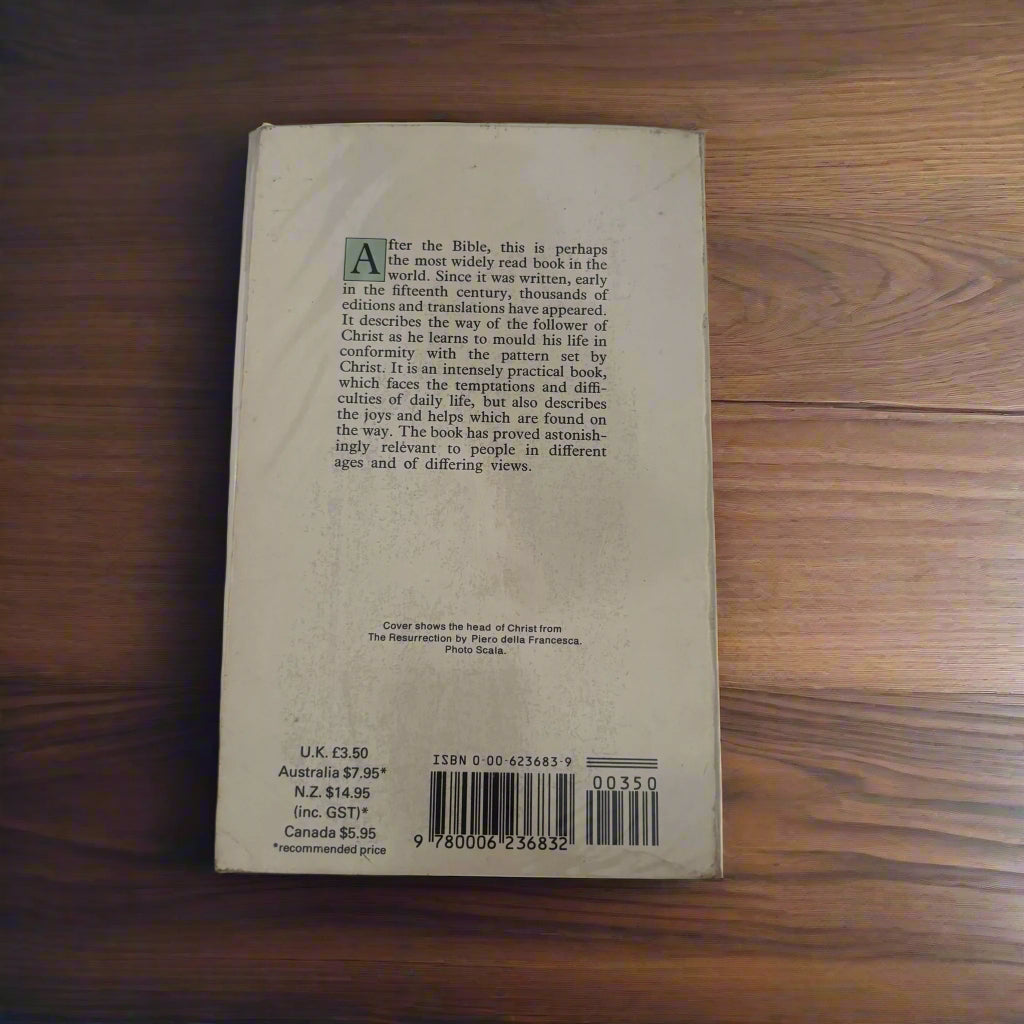 After the Bible, this is perhaps
the most widely read book in the
world. Since it was written, early
in the fifteenth century, thousands of
editions and translations have appeared.
It describes the way of the follower of
Christ as he learns to mould his life in
conformity with the pattern set by
Christ. It is an intensely practical book,
which faces the temptations and diffi-
culties of daily life, but also describes
the joys and helps which are found on
the way. The book has proved astonish-
ingly relevant to people in different
ages and of differing views.
Cover shows the head of Christ from
The Resurrection by Piero della Francesca.
Photo Scala.
U.K. £3.50
Australia $7.95*
N.Z. $14.95
(inc. GST)*
Canada $5.95
*recommended price
ISBN 0-00-623683-9
00350
9 780006 236832